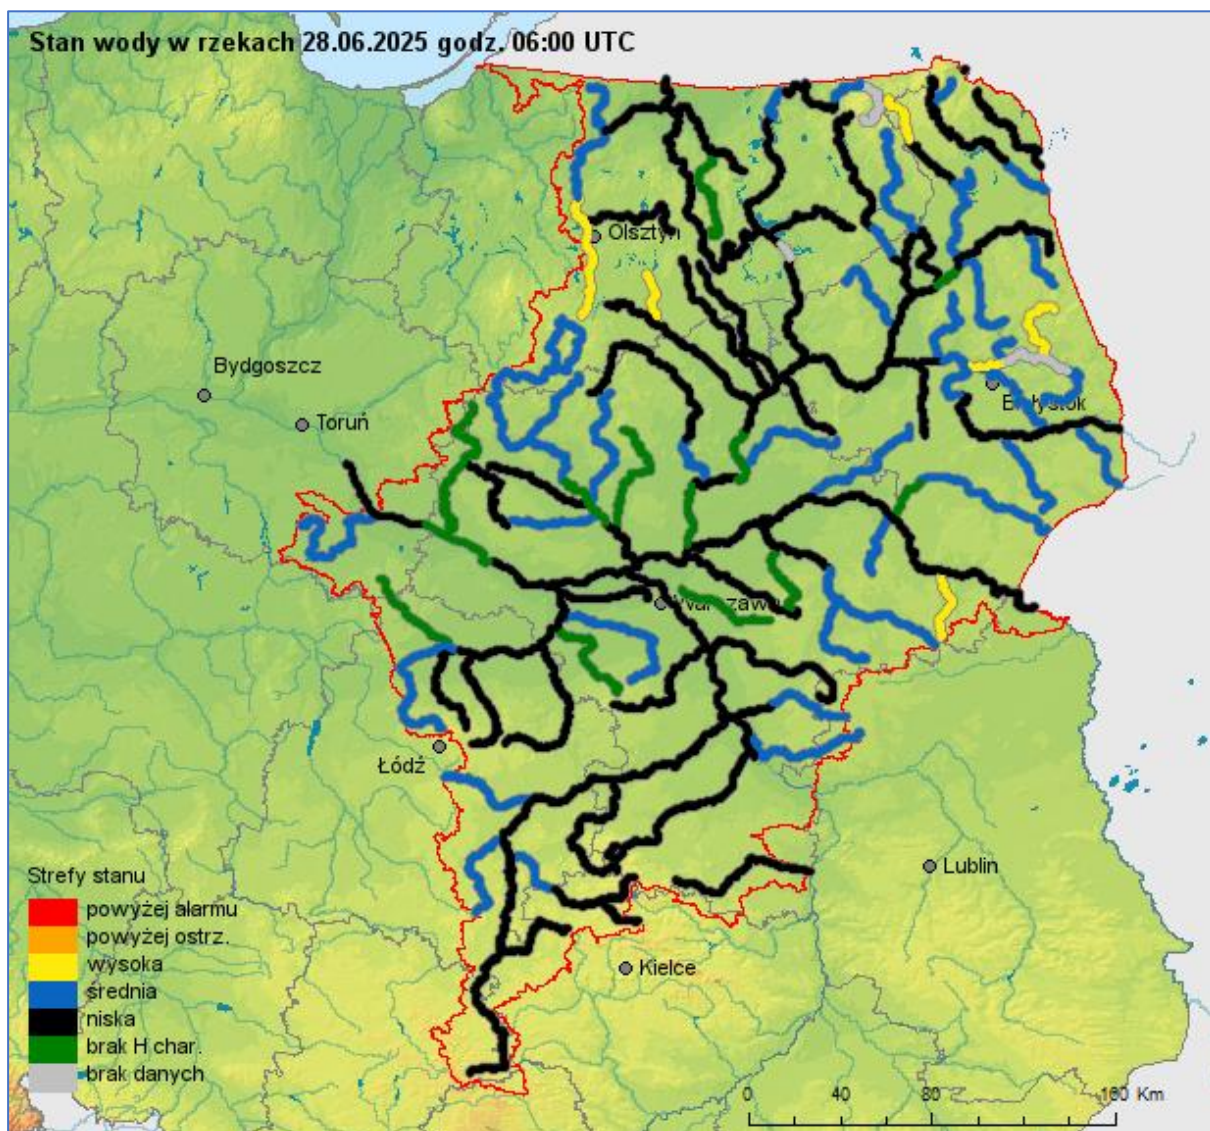 Stan wody w rzekach 28.06.2025 godz. 06:00 UTC
Olsztyn
Bydgoszcz
Toruń
Białystok
Warszawa
Łódź
Lublin
Kielce
Strefy stanu
powyżej alarmu
powyżej ostrz.
wysoka
średnia
niska
brak H char.
brak danych
0 40 80 160 Km